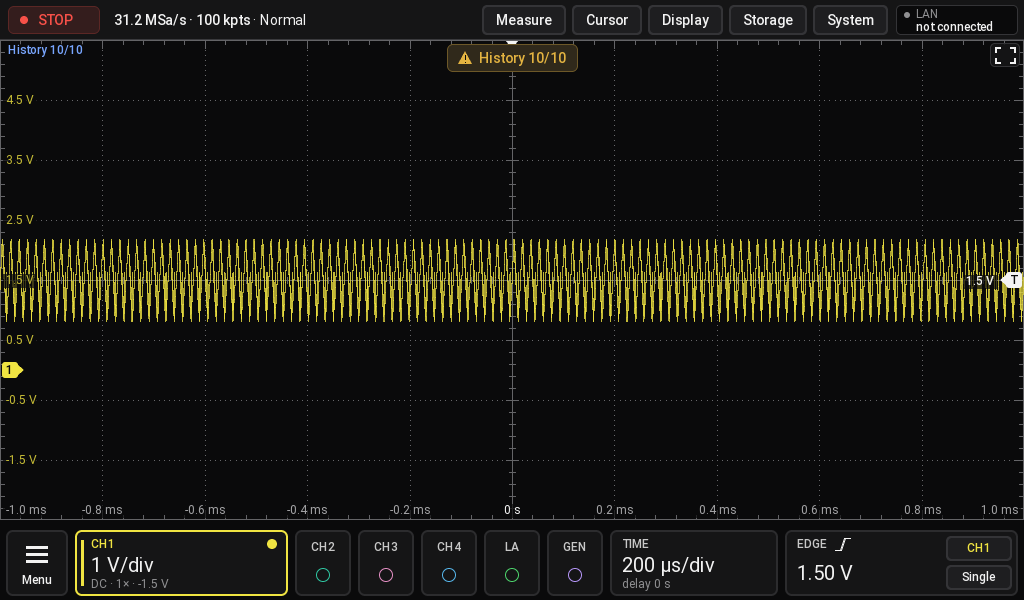 STOP
31.2 MSa/s · 100 kpts · Normal
Measure
Cursor
Display
Storage
System
LAN
not connected
History 10/10
History 10/10
4.5 V
3.5 V
2.5 V
1.5 V
1.5 V
T
0.5 V
1
-0.5 V
-1.5 V
-1.0 ms
-0.8 ms
-0.6 ms
-0.4 ms
-0.2 ms
0 s
0.2 ms
0.4 ms
0.6 ms
0.8 ms
1.0 ms
Menu
CH1
1 V/div
DC · 1× · -1.5 V
CH2
CH3
CH4
LA
GEN
TIME
200 µs/div
delay 0 s
EDGE
1.50 V
CH1
Single